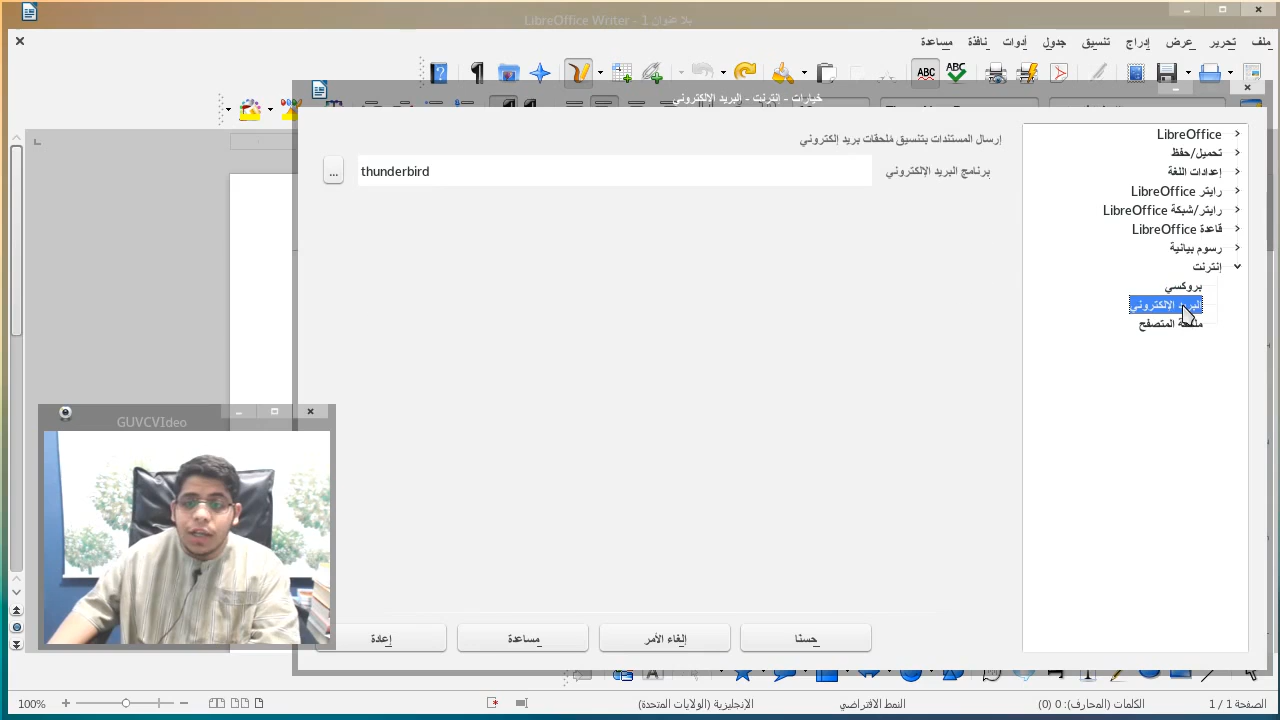 بلا عنوان 1 - LibreOffice Writer
ملف تحرير عرض إدراج تنسيق جدول أدوات نافذة مساعدة
خيارات - إنترنت - البريد الإلكتروني
LibreOffice
تحميل/حفظ
إعدادات اللغة
رايتر LibreOffice
رايتر/شبكة LibreOffice
قاعدة LibreOffice
رسوم بيانية
إنترنت
بروكسي
البريد الإلكتروني
ملحقة المتصفح
إرسال المستندات بتنسيق مُلحقات بريد إلكتروني
برنامج البريد الإلكتروني
thunderbird
...
GUVCVIdeo
حسنًا
إلغاء الأمر
مساعدة
إعادة
الصفحة 1 / 1
الكلمات (المحارف): 0 (0)
النمط الافتراضي
الإنجليزية (الولايات المتحدة)
100%